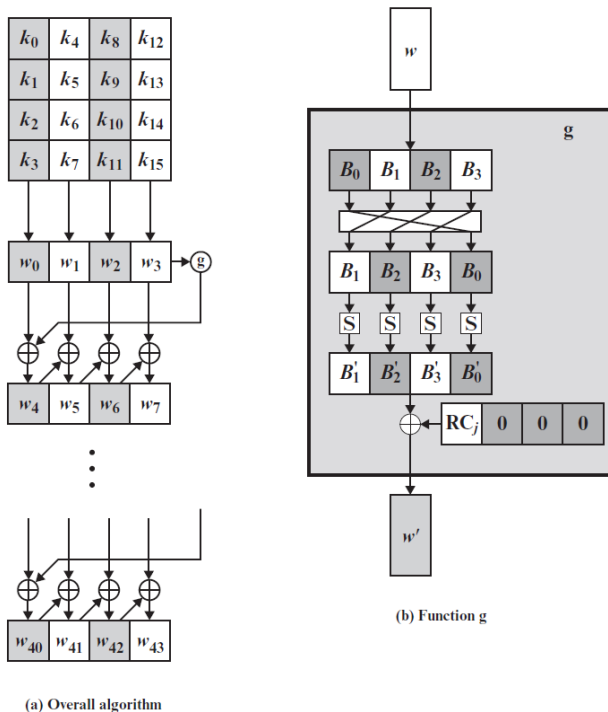 k0 k4 k8 k12
k1 k5 k9 k13
k2 k6 k10 k14
k3 k7 k11 k15
w0 w1 w2 w3 g
w4 w5 w6 w7
w40 w41 w42 w43
(a) Overall algorithm
w
g
B0 B1 B2 B3
B1 B2 B3 B0
S S S S
B'1 B'2 B'3 B'0
RCj 0 0 0
w'
(b) Function g